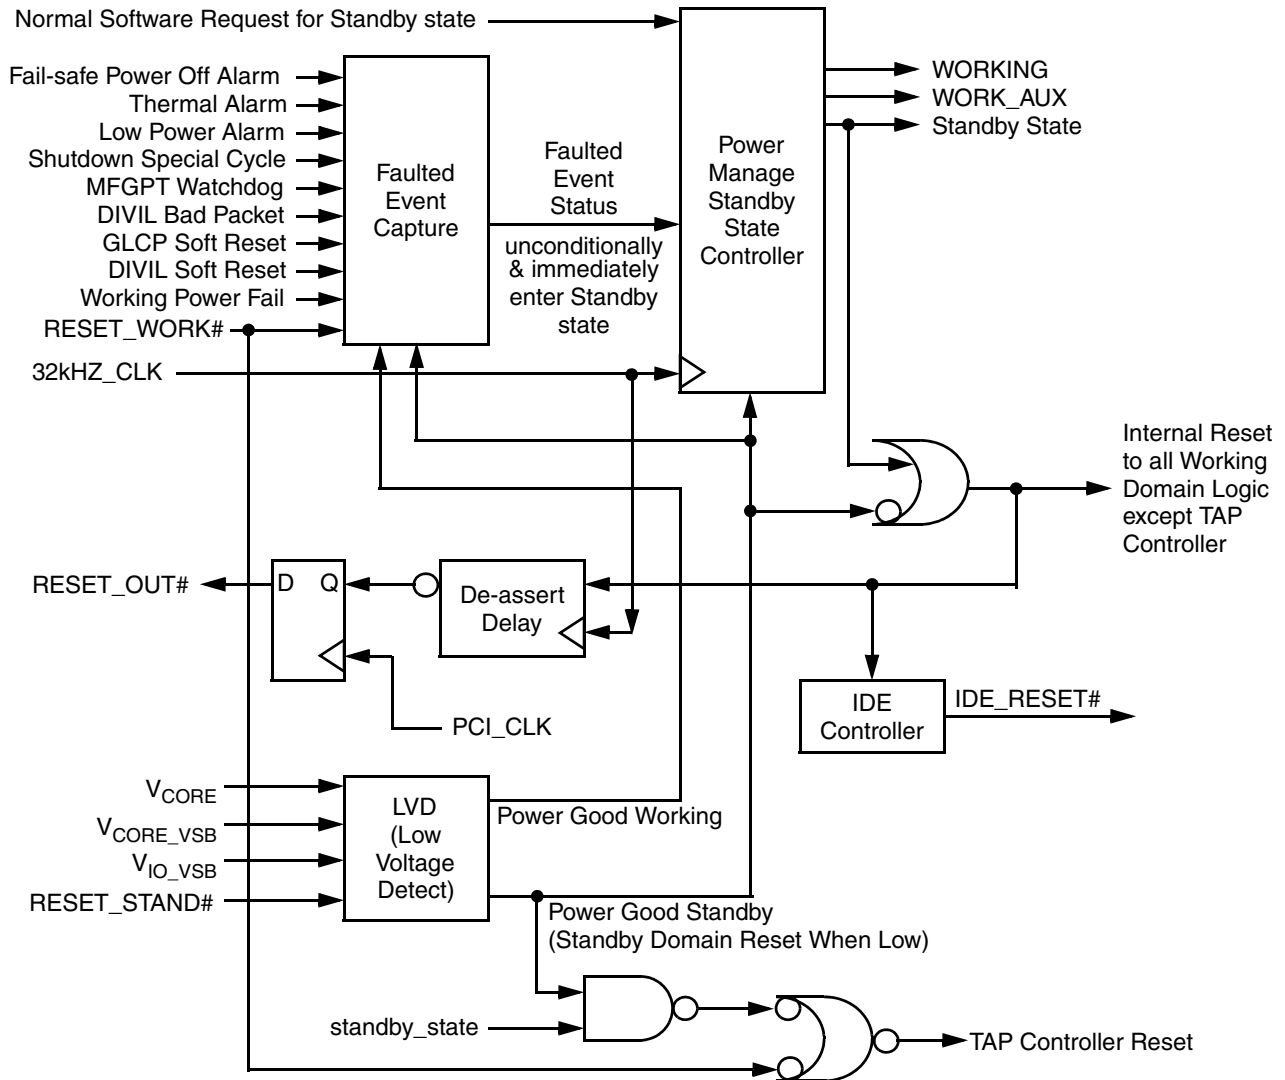 Normal Software Request for Standby state
Fail-safe Power Off Alarm
Thermal Alarm
Low Power Alarm
Shutdown Special Cycle
MFGPT Watchdog
DIVIL Bad Packet
GLCP Soft Reset
DIVIL Soft Reset
Working Power Fail
RESET_WORK#
32kHZ_CLK
Faulted
Event
Capture
Faulted
Event
Status
unconditionally
& immediately
enter Standby
state
Power
Manage
Standby
State
Controller
WORKING
WORK_AUX
Standby State
Internal Reset
to all Working
Domain Logic
except TAP
Controller
RESET_OUT#
D Q
De-assert
Delay
PCI_CLK
IDE
Controller
IDE_RESET#
VCORE
VCORE_VSB
VIO_VSB
RESET_STAND#
LVD
(Low
Voltage
Detect)
Power Good Working
Power Good Standby
(Standby Domain Reset When Low)
standby_state
TAP Controller Reset